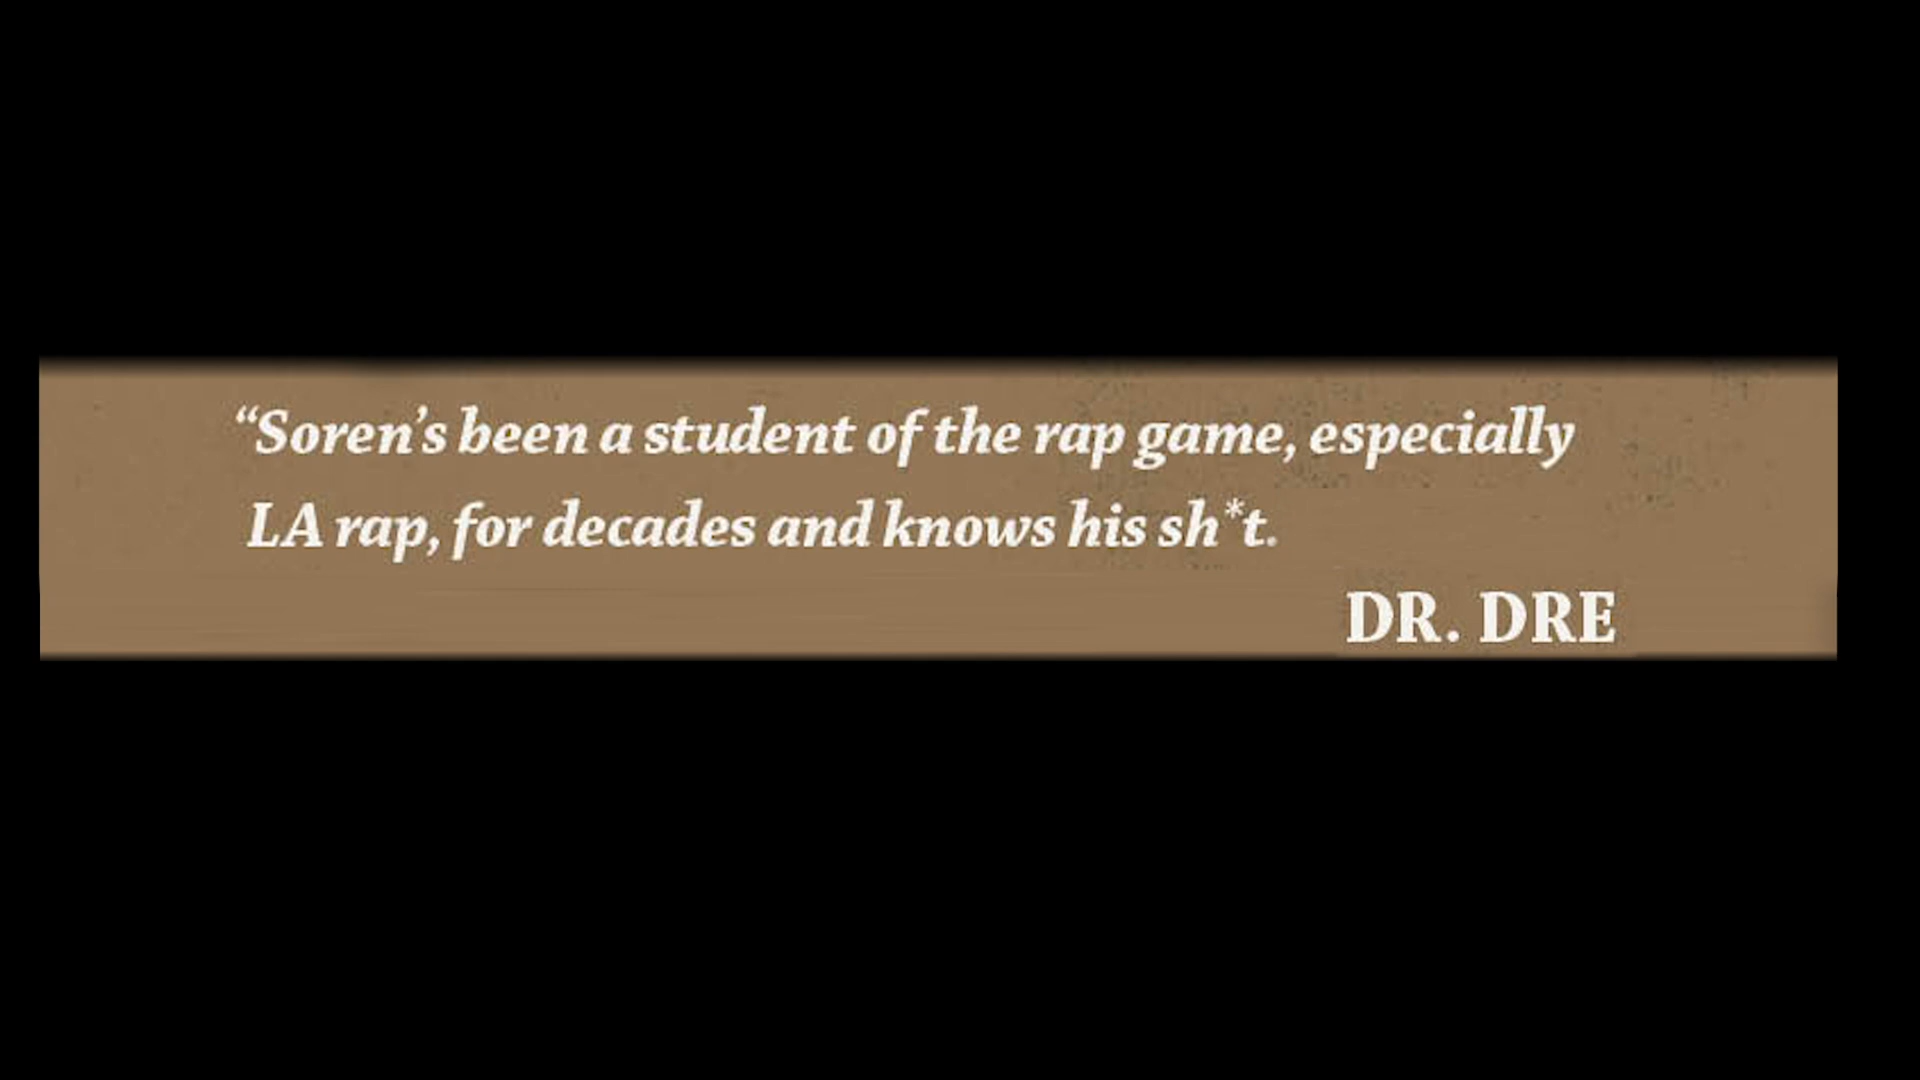 “Soren’s been a student of the rap game, especially
LA rap, for decades and knows his sh*t.
DR. DRE